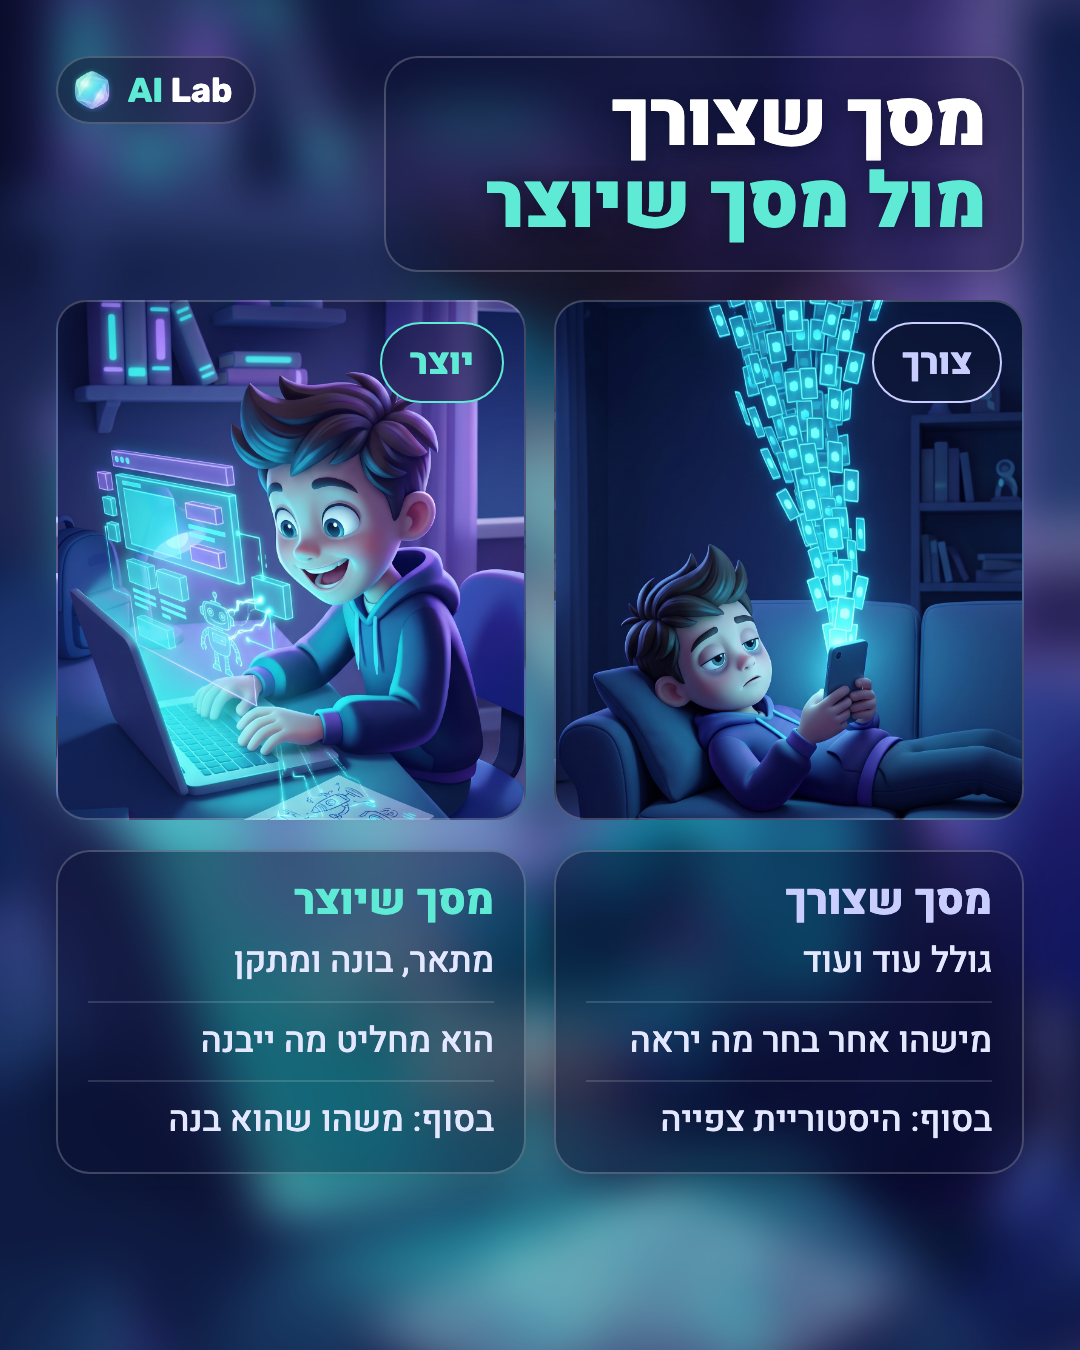 AI Lab
מסך שצורך
מול מסך שיוצר
צורך
יוצר
מסך שצורך
גולל עוד ועוד
מישהו אחר בחר מה יראה
בסוף: היסטוריית צפייה
מסך שיוצר
מתאר, בונה ומתקן
הוא מחליט מה ייבנה
בסוף: משהו שהוא בנה